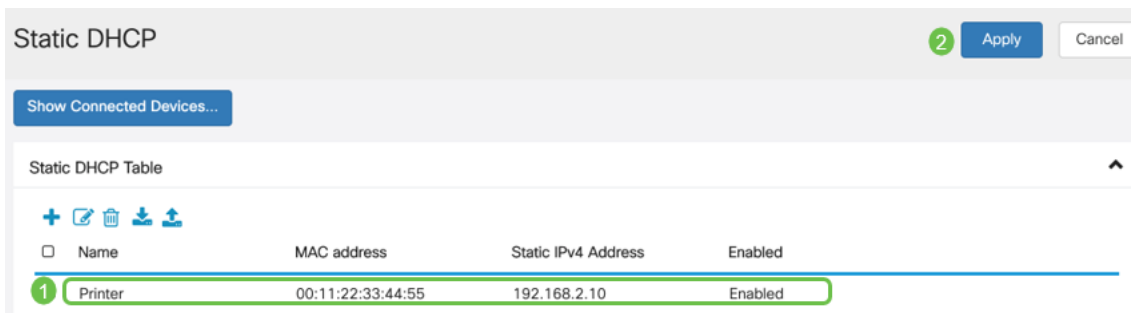 Static DHCP
2 Apply Cancel
Show Connected Devices...
Static DHCP Table
Name MAC address Static IPv4 Address Enabled
1 Printer 00:11:22:33:44:55 192.168.2.10 Enabled